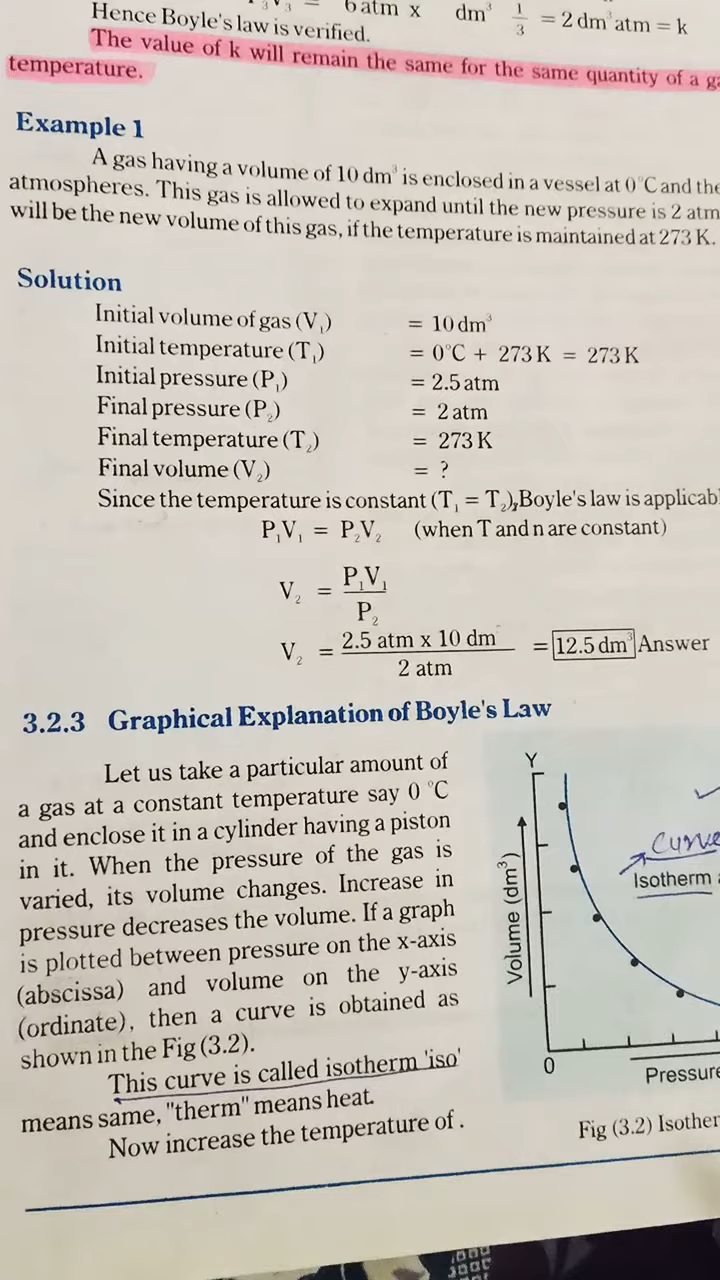 6 atm x dm³ 1/3 = 2 dm³ atm = k
Hence Boyle's law is verified.
The value of k will remain the same for the same quantity of a
temperature.
Example 1
A gas having a volume of 10 dm³ is enclosed in a vessel at 0°C and the
atmospheres. This gas is allowed to expand until the new pressure is 2 atm
will be the new volume of this gas, if the temperature is maintained at 273 K.
Solution
Initial volume of gas (V₁) = 10 dm³
Initial temperature (T₁) = 0°C + 273 K = 273 K
Initial pressure (P₁) = 2.5 atm
Final pressure (P₂) = 2 atm
Final temperature (T₂) = 273 K
Final volume (V₂) = ?
Since the temperature is constant (T₁ = T₂), Boyle's law is
P₁V₁ = P₂V₂ (when T and n are constant)
V₂ = P₁V₁ / P₂
V₂ = 2.5 atm x 10 dm / 2 atm = 12.5 dm³ Answer
3.2.3 Graphical Explanation of Boyle's Law
Let us take a particular amount of
a gas at a constant temperature say 0 °C
and enclose it in a cylinder having a piston
in it. When the pressure of the gas is
varied, its volume changes. Increase in
pressure decreases the volume. If a graph
is plotted between pressure on the x-axis
(abscissa) and volume on the y-axis
(ordinate), then a curve is obtained as
shown in the Fig (3.2).
This curve is called isotherm 'iso'
means same, "therm" means heat.
Now increase the temperature of .
Y
Curve
Isotherm
Volume (dm³)
0
Pressure
Fig (3.2)